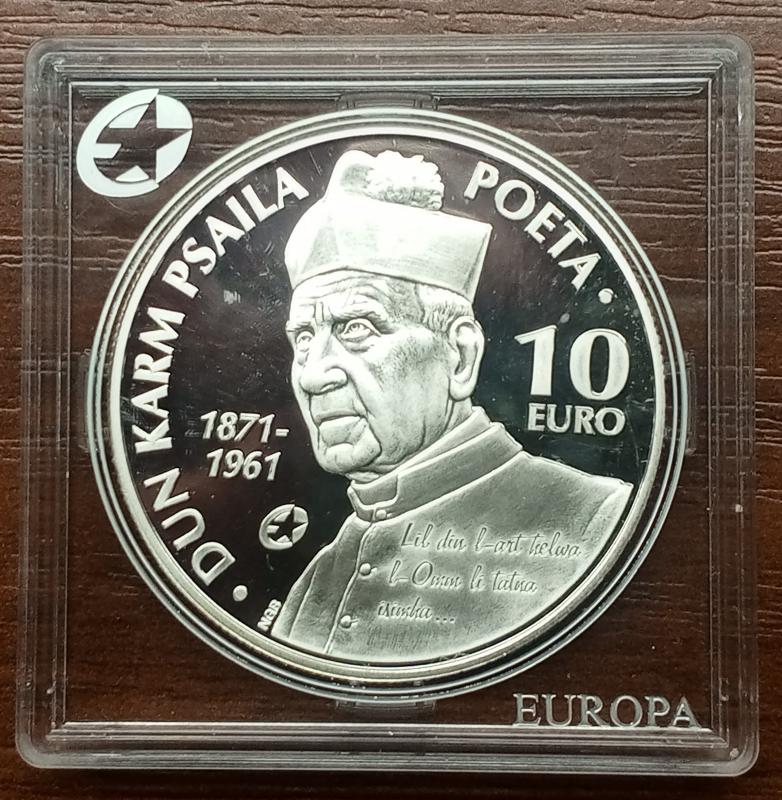 · DUN KARM PSAILA
POETA ·
10
EURO
1871-
1961
Lil din l-art ħelwa,
l-Omm li tatna
isimha...
NGB
EUROPA